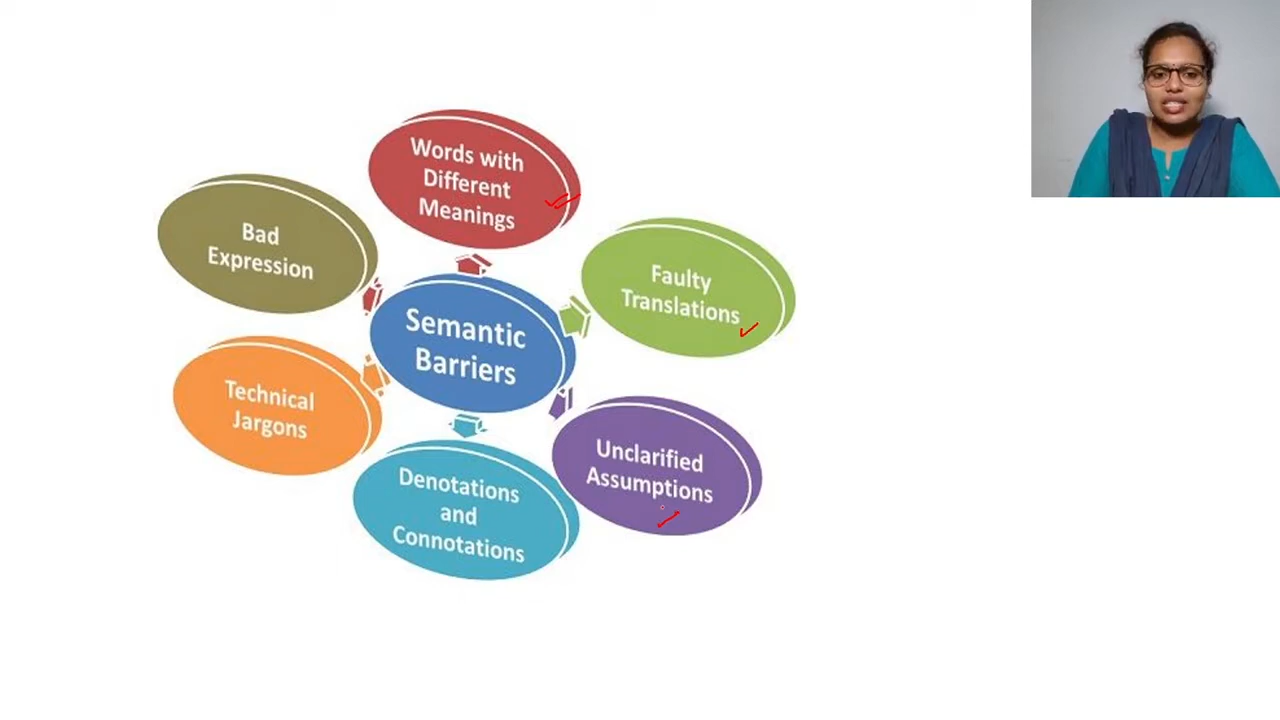 Words with
Different
Meanings
Bad
Expression
Faulty
Translations
Semantic
Barriers
Technical
Jargons
Unclarified
Assumptions
Denotations
and
Connotations